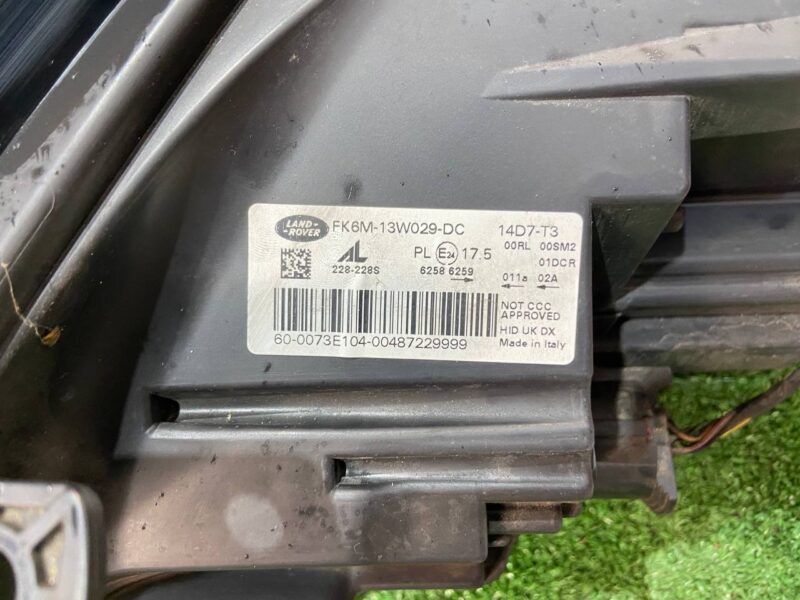 LAND-
-ROVER
FK6M-13W029-DC 14D7-T3
00RL 00SM2
AL PL E24 17.5
01DCR
228-228S 6258 6259
011a 02A
NOT CCC
APPROVED
HID UK DX
60-0073E104-00487229999 Made in Italy